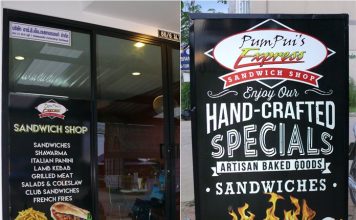 SANDWICH SHOP
SANDWICHES
SHAWARMA
ITALIAN PANINI
LAMB KEBAB
GRILLED MEAT
SALADS & COLESLAW
CLUB SANDWICHES
FRENCH FRIES
PumPui's
Express
SANDWICH SHOP
Enjoy Our
HAND-CRAFTED
SPECIALS
ARTISAN BAKED GOODS
SANDWICHES